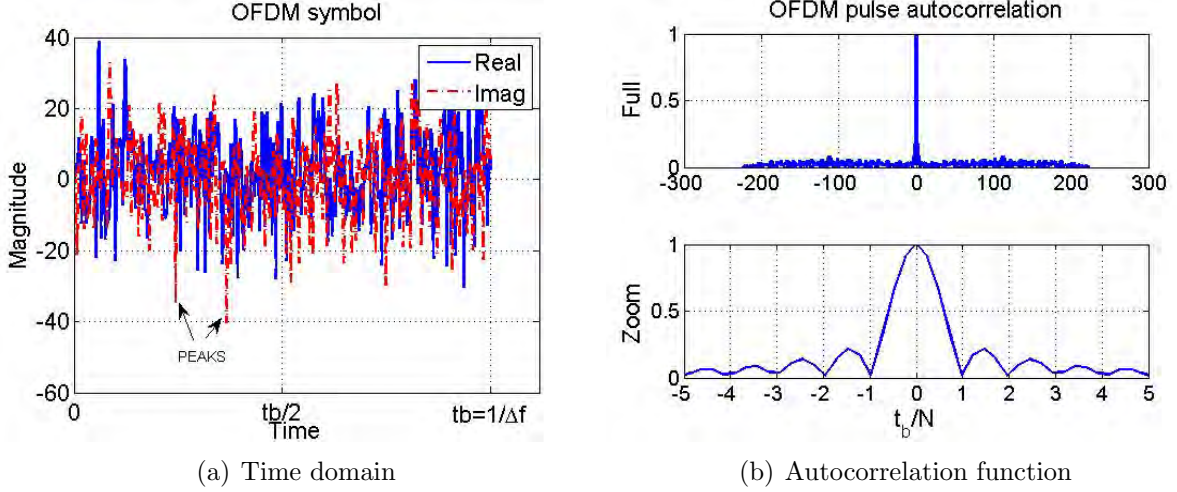 OFDM symbol
40
20
0
-20
-40
-60
Magnitude
Real
Imag
PEAKS
0
tb/2
tb=1/Δf
Time
(a) Time domain
OFDM pulse autocorrelation
1
0.5
0
Full
-300
-200
-100
0
100
200
300
1
0.5
0
Zoom
-5
-4
-3
-2
-1
0
1
2
3
4
5
t_b/N
(b) Autocorrelation function